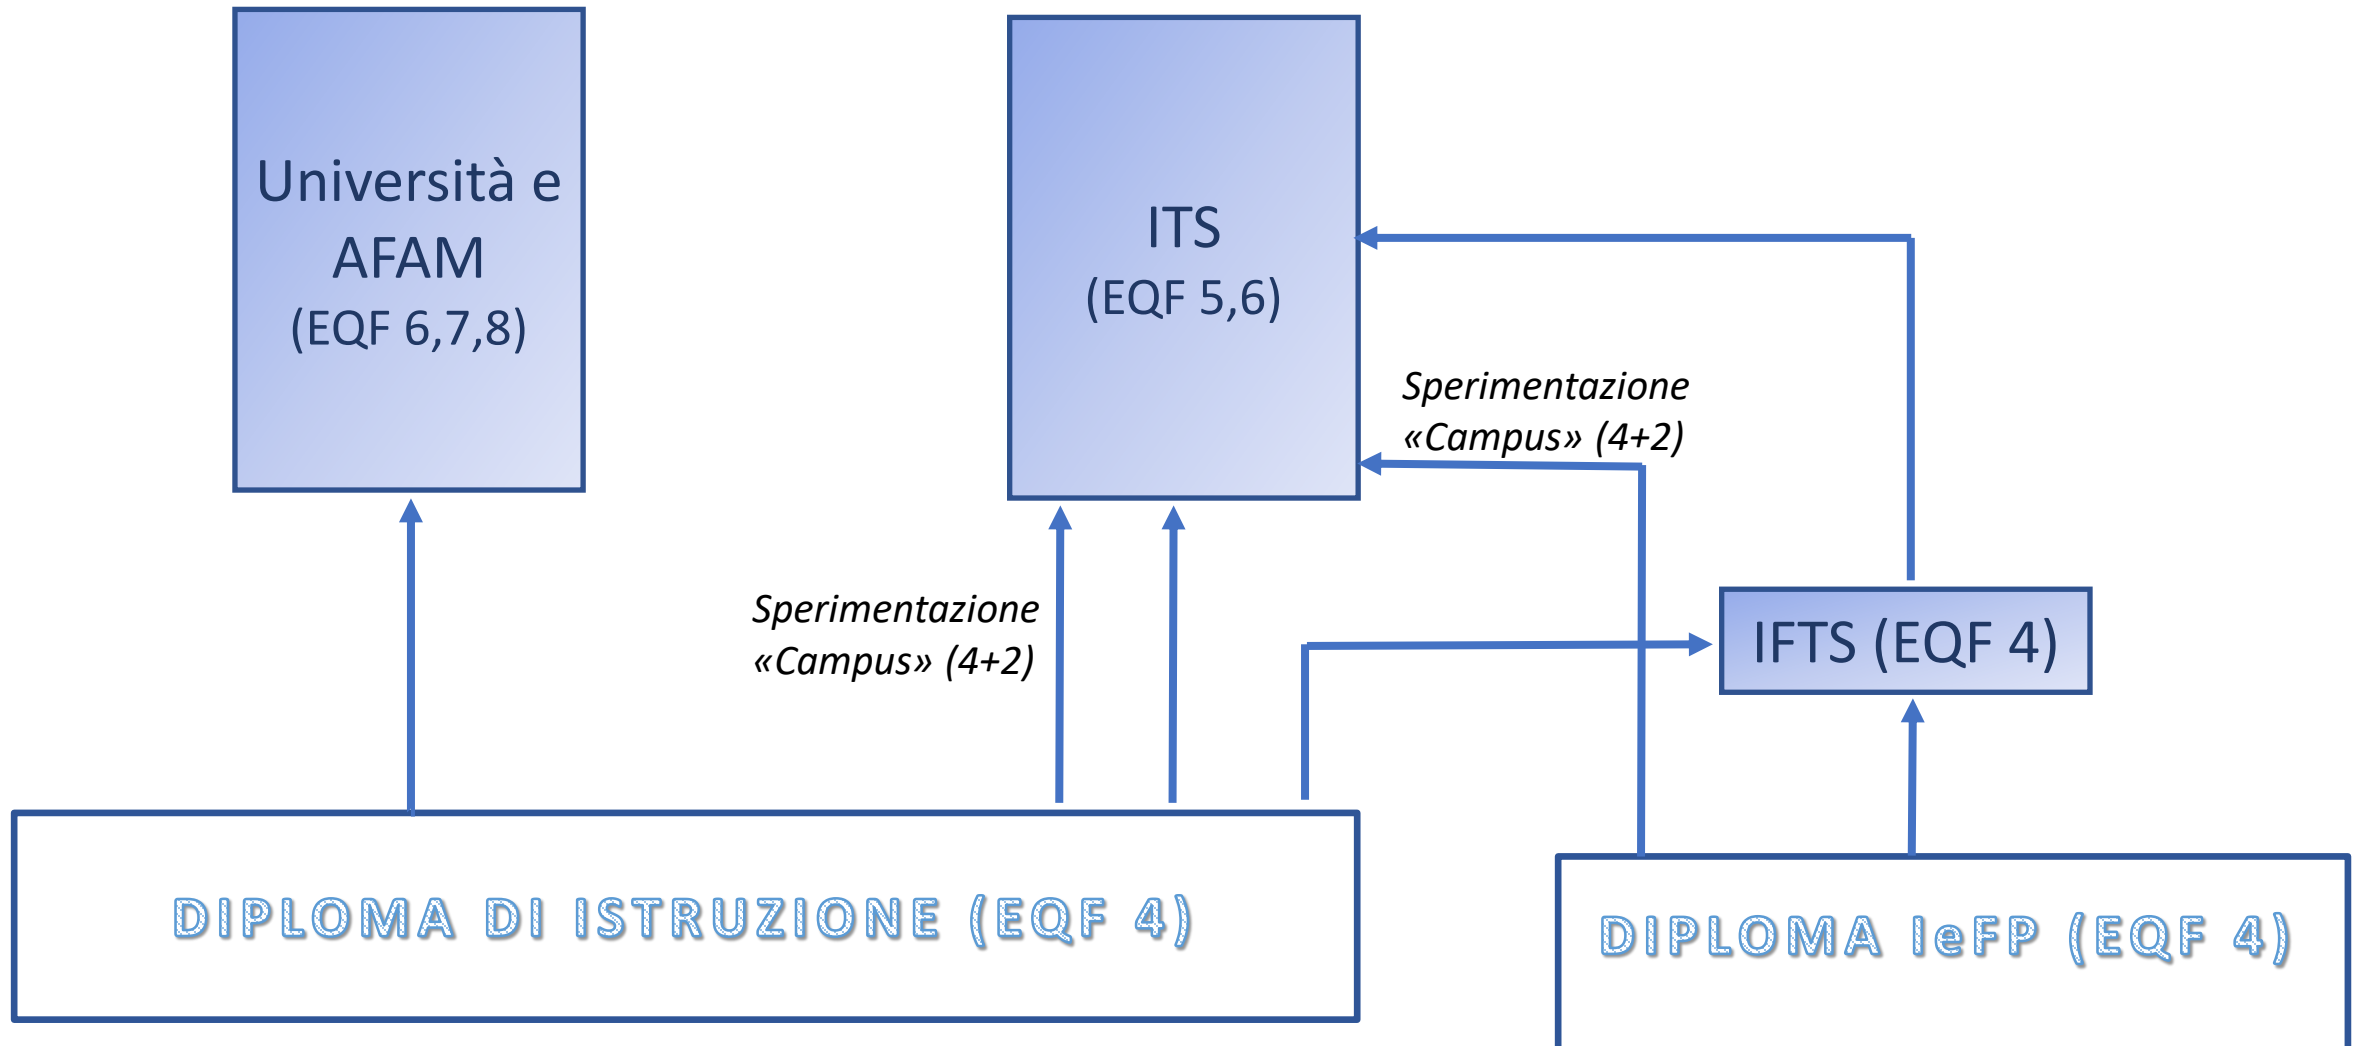 Università e
AFAM
(EQF 6,7,8)
ITS
(EQF 5,6)
Sperimentazione
«Campus» (4+2)
Sperimentazione
«Campus» (4+2)
IFTS (EQF 4)
DIPLOMA DI ISTRUZIONE (EQF 4)
DIPLOMA IeFP (EQF 4)